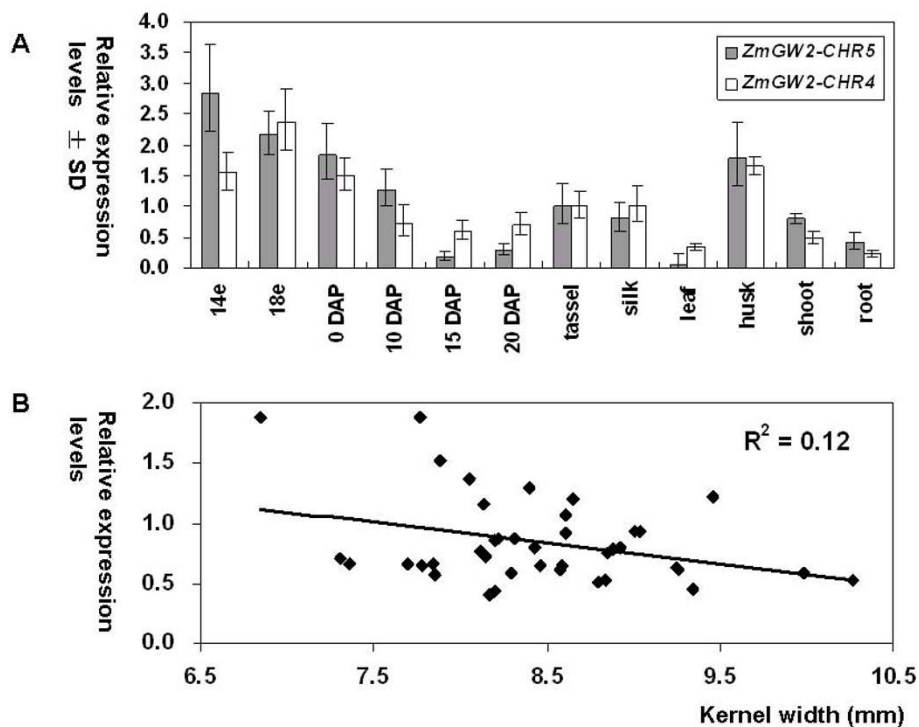 A
Relative expression
levels ± SD
4.0
3.5
3.0
2.5
2.0
1.5
1.0
0.5
0.0
ZmGW2-CHR5
ZmGW2-CHR4
14e
18e
0 DAP
10 DAP
15 DAP
20 DAP
tassel
silk
leaf
husk
shoot
root
B
Relative expression
levels
2.0
1.5
1.0
0.5
0.0
R² = 0.12
6.5
7.5
8.5
9.5
10.5
Kernel width (mm)